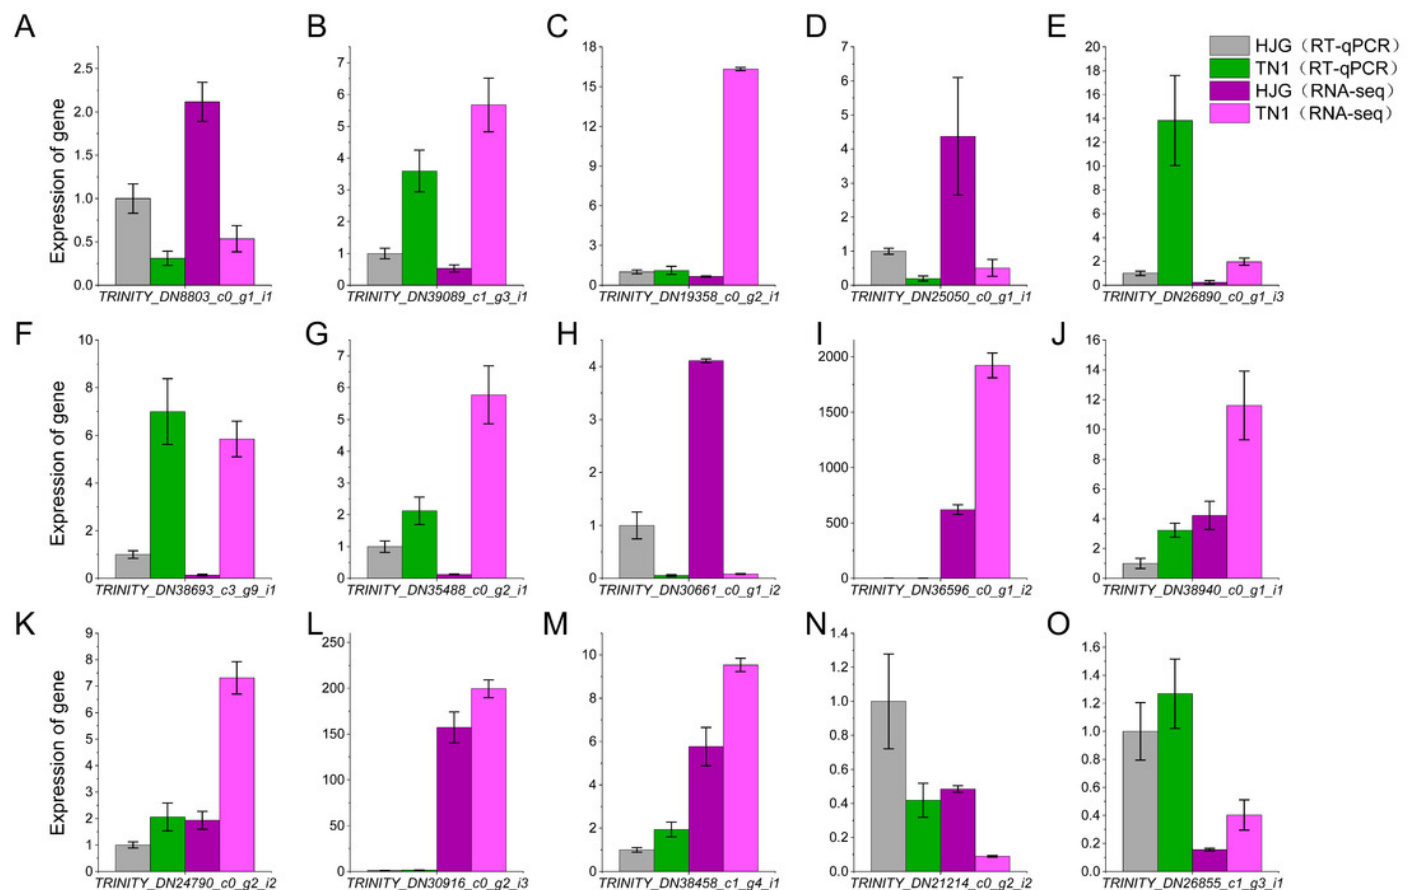 A
B
C
D
E
HJG（RT-qPCR）
TN1（RT-qPCR）
HJG（RNA-seq）
TN1（RNA-seq）
Expression of gene
0.0 0.5 1.0 1.5 2.0 2.5
TRINITY_DN8803_c0_g1_i1
0 1 2 3 4 5 6 7
TRINITY_DN39089_c1_g3_i1
0 3 6 9 12 15 18
TRINITY_DN19358_c0_g2_i1
0 1 2 3 4 5 6 7
TRINITY_DN25050_c0_g1_i1
0 2 4 6 8 10 12 14 16 18 20
TRINITY_DN26890_c0_g1_i3
F
G
H
I
J
Expression of gene
0 2 4 6 8 10
TRINITY_DN38693_c3_g9_i1
0 1 2 3 4 5 6 7
TRINITY_DN35488_c0_g2_i1
0 1 2 3 4
TRINITY_DN30661_c0_g1_i2
0 500 1000 1500 2000
TRINITY_DN36596_c0_g1_i2
0 2 4 6 8 10 12 14 16
TRINITY_DN38940_c0_g1_i1
K
L
M
N
O
Expression of gene
0 1 2 3 4 5 6 7 8 9
TRINITY_DN24790_c0_g2_i2
0 50 100 150 200 250
TRINITY_DN30916_c0_g2_i3
0 2 4 6 8 10
TRINITY_DN38458_c1_g4_i1
0.0 0.2 0.4 0.6 0.8 1.0 1.2 1.4
TRINITY_DN21214_c0_g2_i2
0.0 0.2 0.4 0.6 0.8 1.0 1.2 1.4 1.6
TRINITY_DN26855_c1_g3_i1